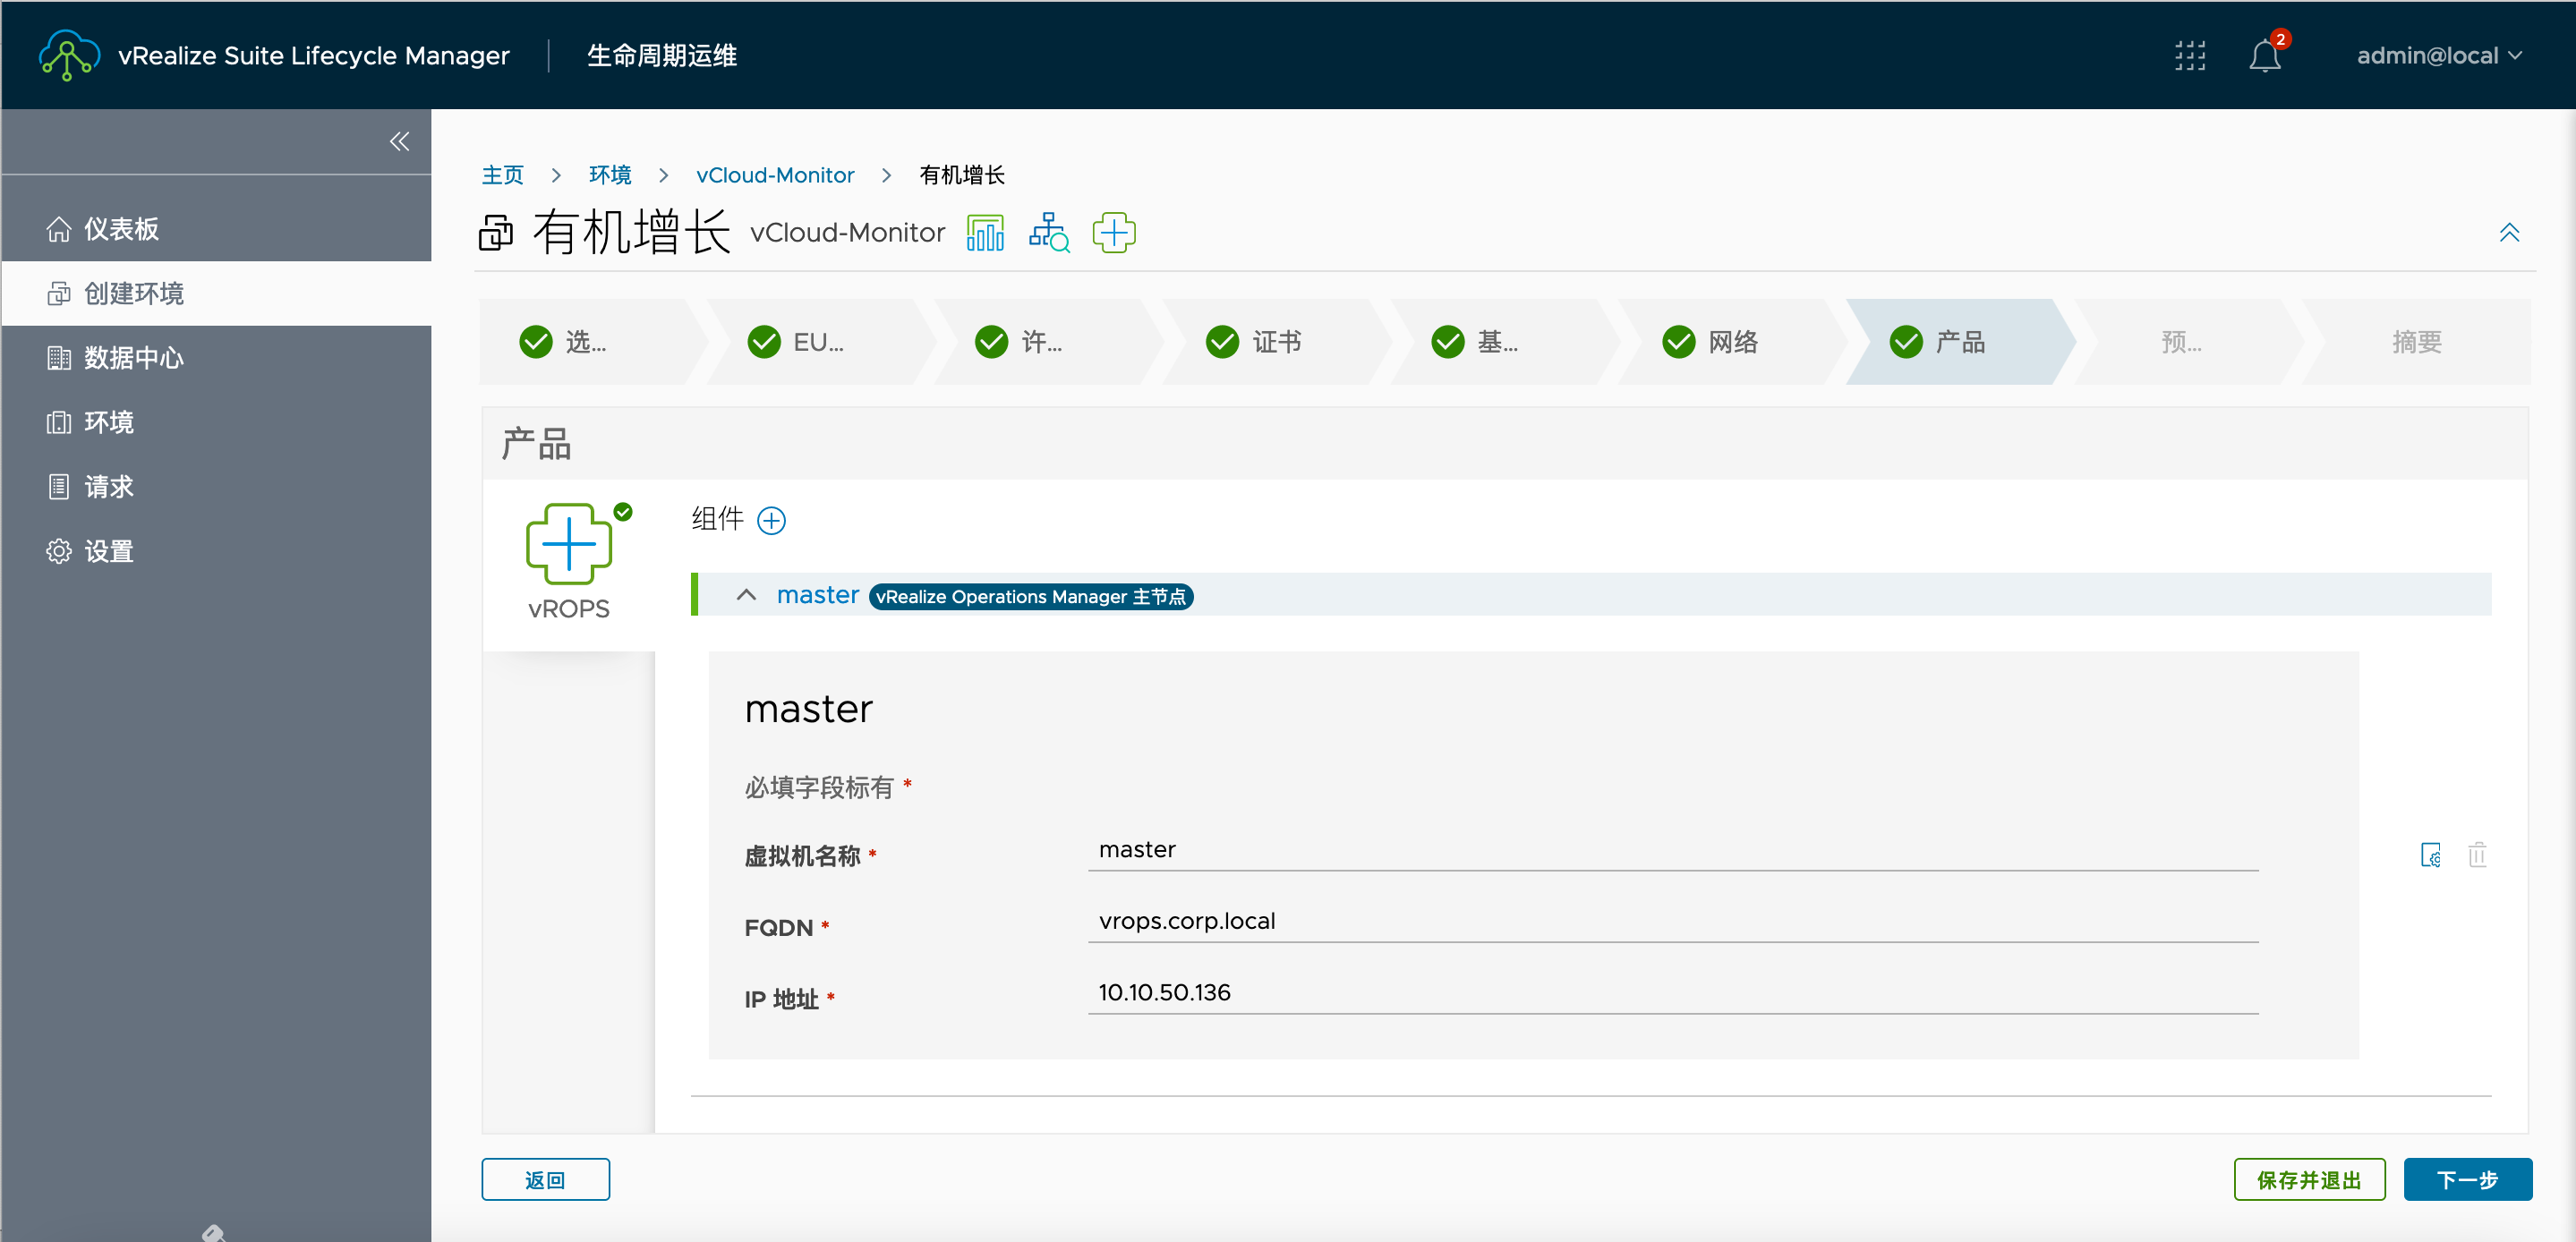 vRealize Suite Lifecycle Manager
生命周期运维
2
admin@local
仪表板
创建环境
数据中心
环境
请求
设置
主页 > 环境 > vCloud-Monitor > 有机增长
有机增长 vCloud-Monitor
选...
EU...
许...
证书
基...
网络
产品
预...
摘要
产品
vROPS
组件
master vRealize Operations Manager 主节点
master
必填字段标有 *
虚拟机名称 * master
FQDN * vrops.corp.local
IP 地址 * 10.10.50.136
返回
保存并退出
下一步